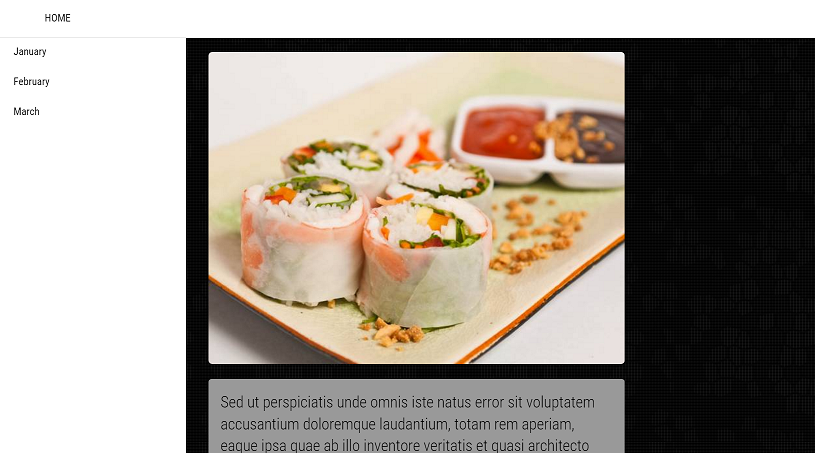 HOME
January
February
March
Sed ut perspiciatis unde omnis iste natus error sit voluptatem
accusantium doloremque laudantium, totam rem aperiam,
eaque ipsa quae ab illo inventore veritatis et quasi architecto